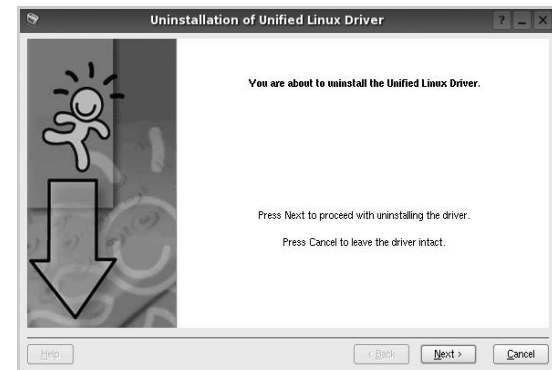 Uninstallation of Unified Linux Driver
You are about to uninstall the Unified Linux Driver.
Press Next to proceed with uninstalling the driver.
Press Cancel to leave the driver intact.
Help
< Back
Next >
Cancel